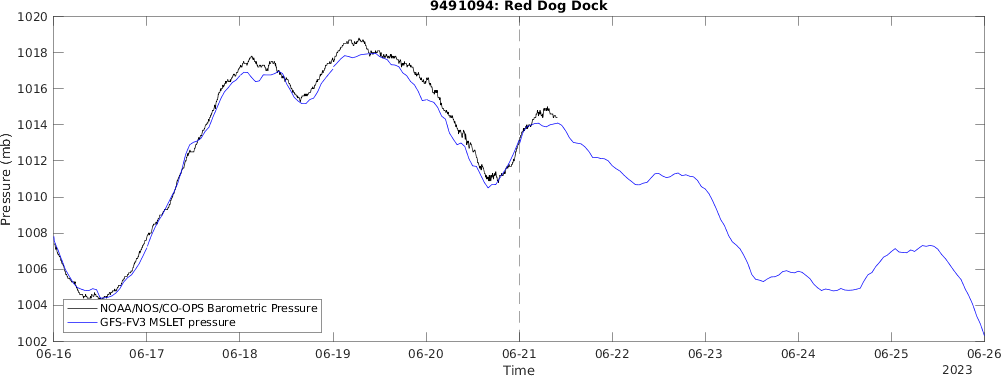 9491094: Red Dog Dock
1020
1018
1016
1014
1012
1010
1008
1006
1004
1002
Pressure (mb)
NOAA/NOS/CO-OPS Barometric Pressure
GFS-FV3 MSLET pressure
06-16 06-17 06-18 06-19 06-20 06-21 06-22 06-23 06-24 06-25 06-26
Time
2023